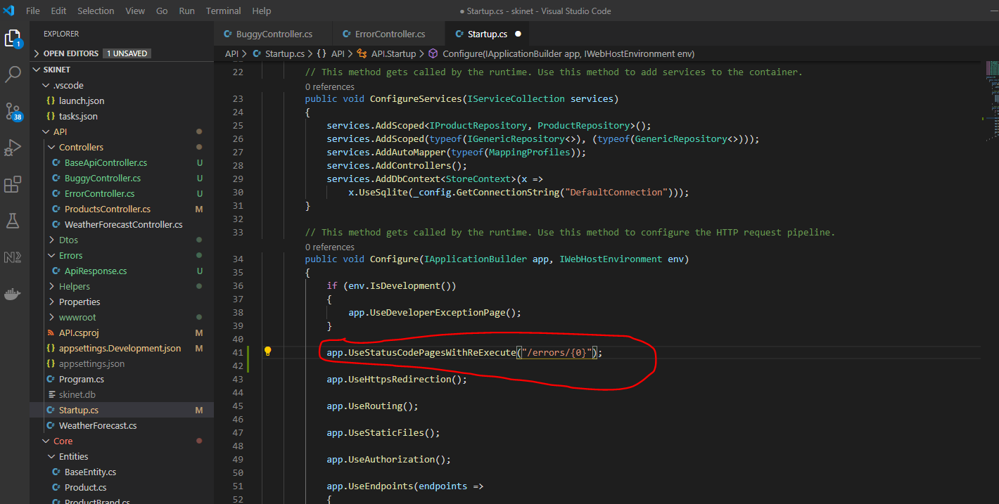 File Edit Selection View Go Run Terminal Help ● Startup.cs - skinet - Visual Studio Code
EXPLORER
OPEN EDITORS 1 UNSAVED
SKINET
.vscode
{} launch.json
{} tasks.json
API
Controllers
C# BaseApiController.cs U
C# BuggyController.cs U
C# ErrorController.cs U
C# ProductsController.cs M
C# WeatherForecastController.cs
Dtos
Errors
C# ApiResponse.cs U
Helpers
Properties
wwwroot
API.csproj M
{} appsettings.Development.json M
{} appsettings.json
C# Program.cs
skinet.db
C# Startup.cs M
C# WeatherForecast.cs
Core
Entities
C# BaseEntity.cs
C# Product.cs
C# ProductBrand.cs
1
38
N2
C# BuggyController.cs C# ErrorController.cs C# Startup.cs ●
API > C# Startup.cs > {} API > API.Startup > Configure(IApplicationBuilder app, IWebHostEnvironment env)
22 // This method gets called by the runtime. Use this method to add services to the container.
0 references
23 public void ConfigureServices(IServiceCollection services)
24 {
25 services.AddScoped<IProductRepository, ProductRepository>();
26 services.AddScoped(typeof(IGenericRepository<>), (typeof(GenericRepository<>)));
27 services.AddAutoMapper(typeof(MappingProfiles));
28 services.AddControllers();
29 services.AddDbContext<StoreContext>(x =>
30 x.UseSqlite(_config.GetConnectionString("DefaultConnection")));
31 }
32
33 // This method gets called by the runtime. Use this method to configure the HTTP request pipeline.
0 references
34 public void Configure(IApplicationBuilder app, IWebHostEnvironment env)
35 {
36 if (env.IsDevelopment())
37 {
38 app.UseDeveloperExceptionPage();
39 }
40
41 app.UseStatusCodePagesWithReExecute("/errors/{0}");
42
43 app.UseHttpsRedirection();
44
45 app.UseRouting();
46
47 app.UseStaticFiles();
48
49 app.UseAuthorization();
50
51 app.UseEndpoints(endpoints =>
52 {